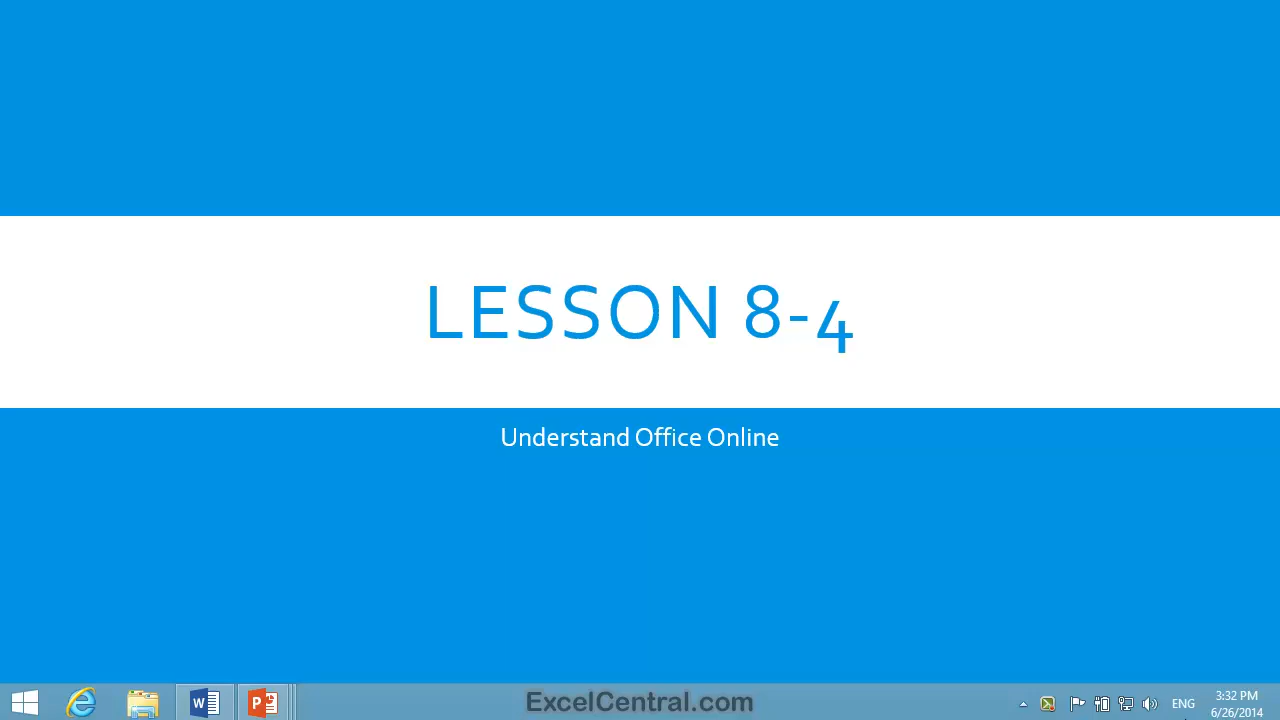 LESSON 8-4
Understand Office Online
ExcelCentral.com
ENG
3:32 PM
6/26/2014